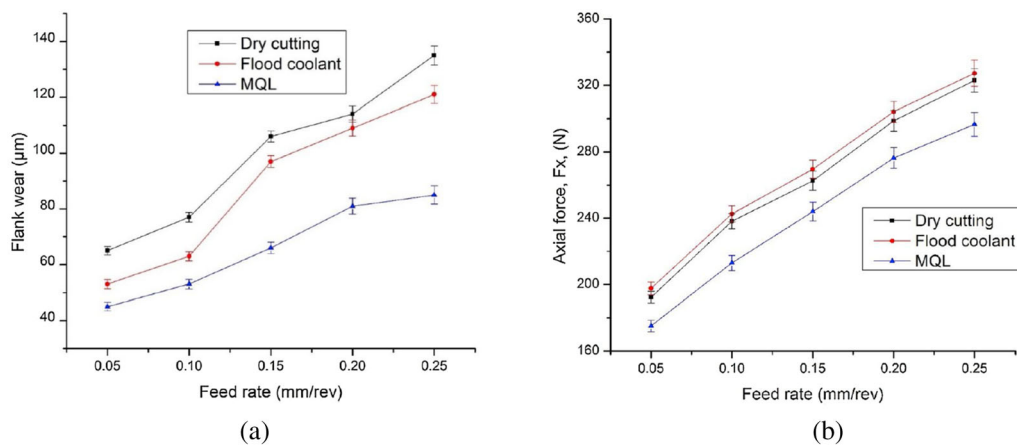 140
120
100
80
60
40
Flank wear (μm)
Dry cutting
Flood coolant
MQL
0.05 0.10 0.15 0.20 0.25
Feed rate (mm/rev)
(a)
360
320
280
240
200
160
Axial force, Fx, (N)
Dry cutting
Flood coolant
MQL
0.05 0.10 0.15 0.20 0.25
Feed rate (mm/rev)
(b)